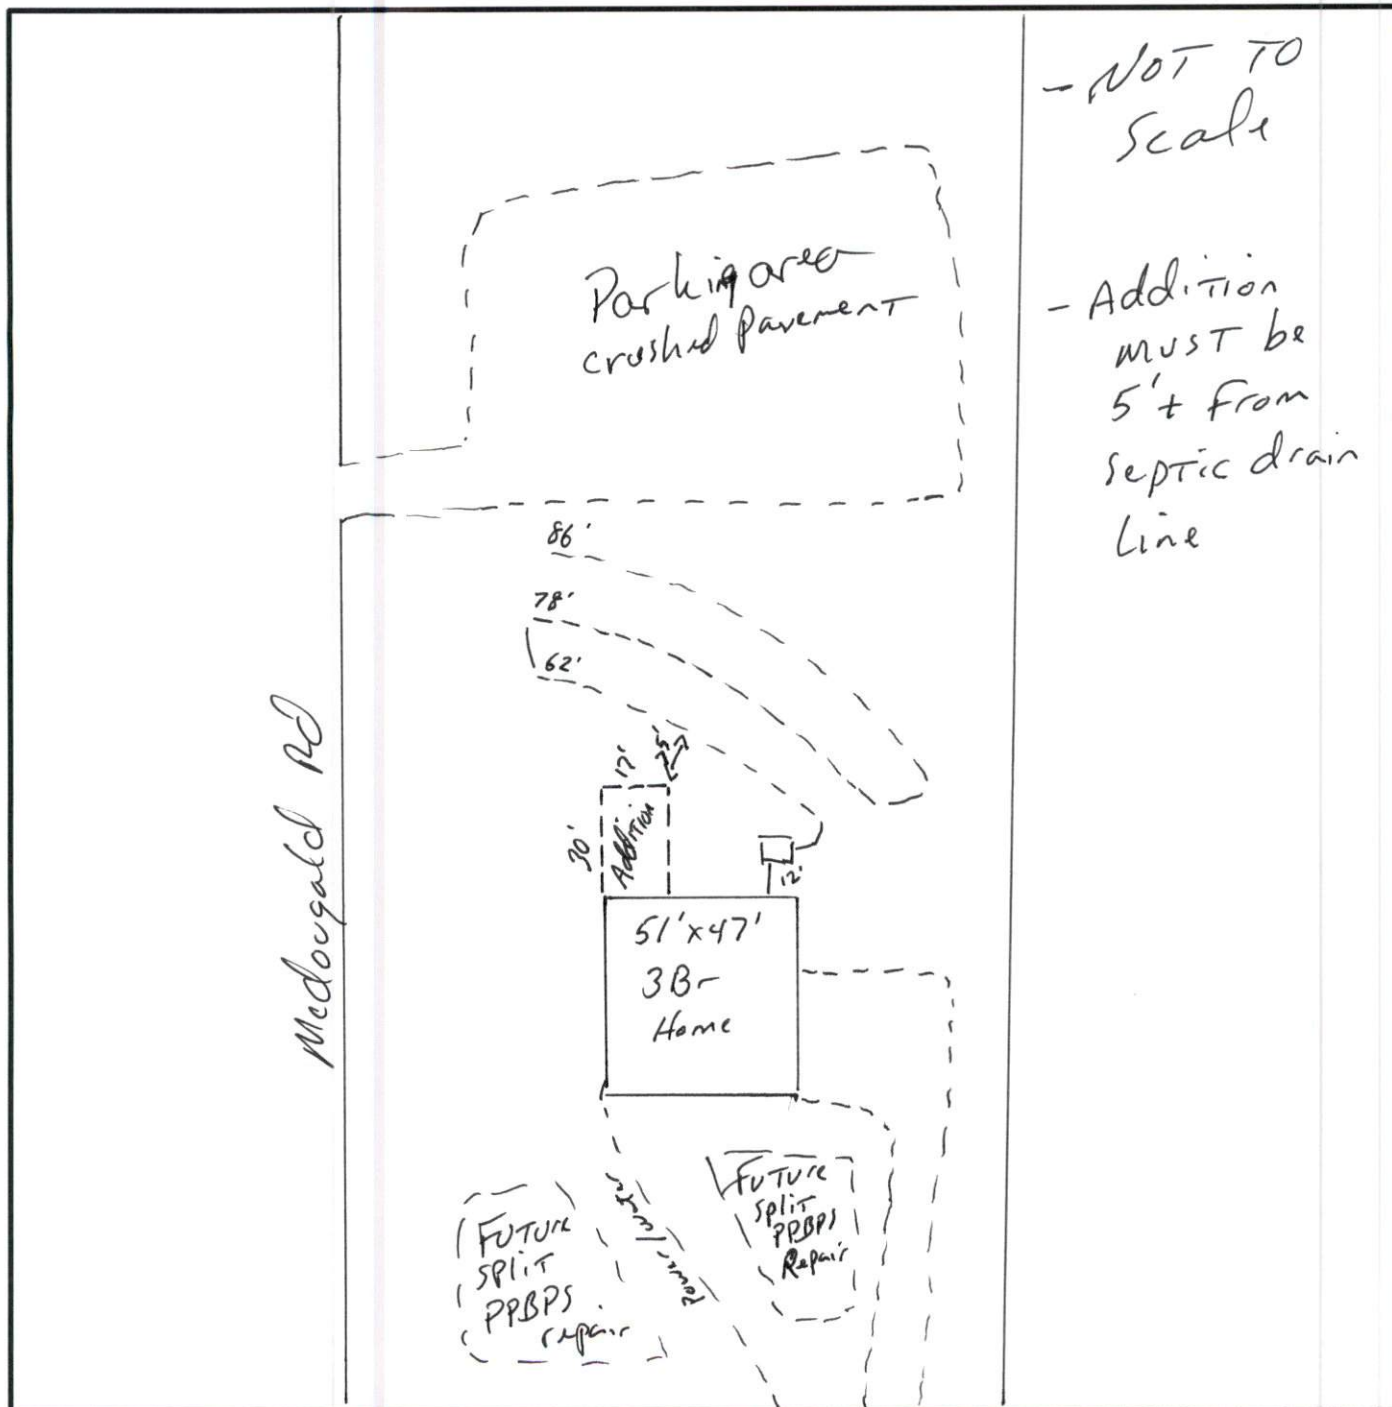 - NOT TO
Scale
Parking area
crushed pavement
- Addition
must be
5'+ from
septic drain
Line
86'
78'
62'
17'
25'
30'
Addition
12'
51'x47'
3Br
Home
McDougald Rd
Power/water
Future
split
PPBPS
Repair
Future
split
PPBPS
repair